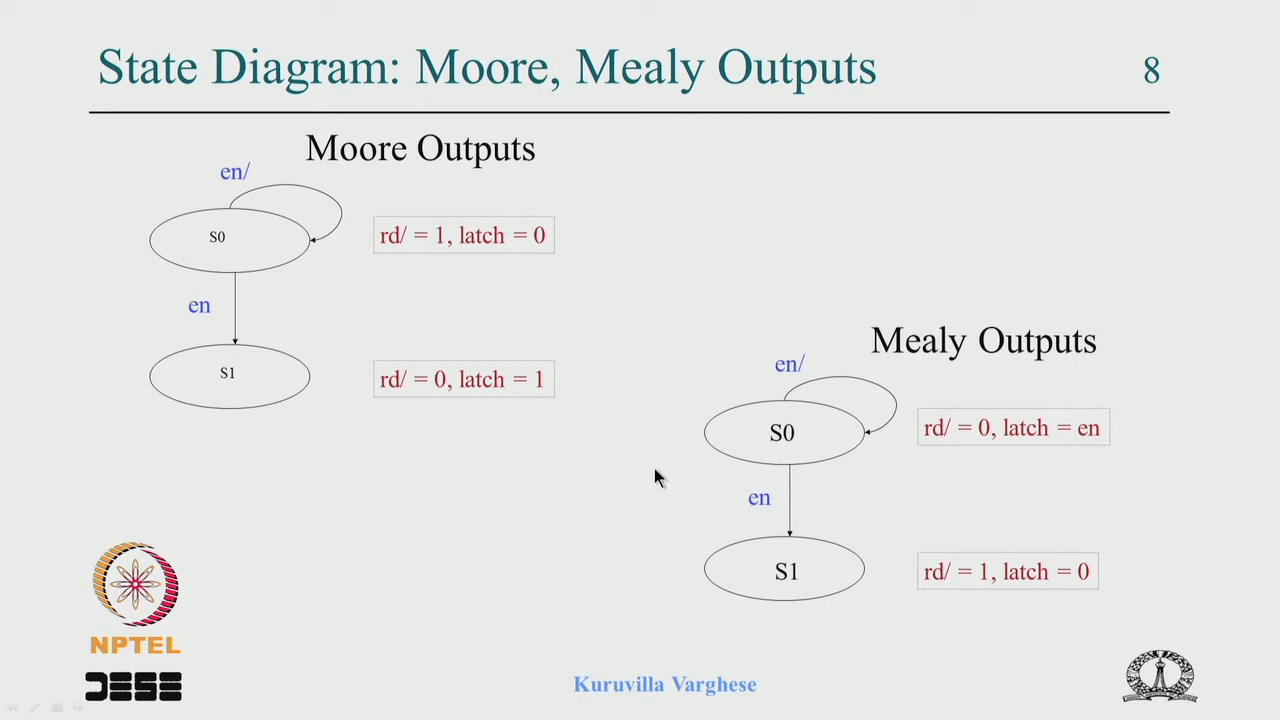 State Diagram: Moore, Mealy Outputs
8
Moore Outputs
en/
S0
rd/ = 1, latch = 0
en
S1
rd/ = 0, latch = 1
Mealy Outputs
en/
S0
rd/ = 0, latch = en
en
S1
rd/ = 1, latch = 0
NPTEL
DESE
Kuruvilla Varghese